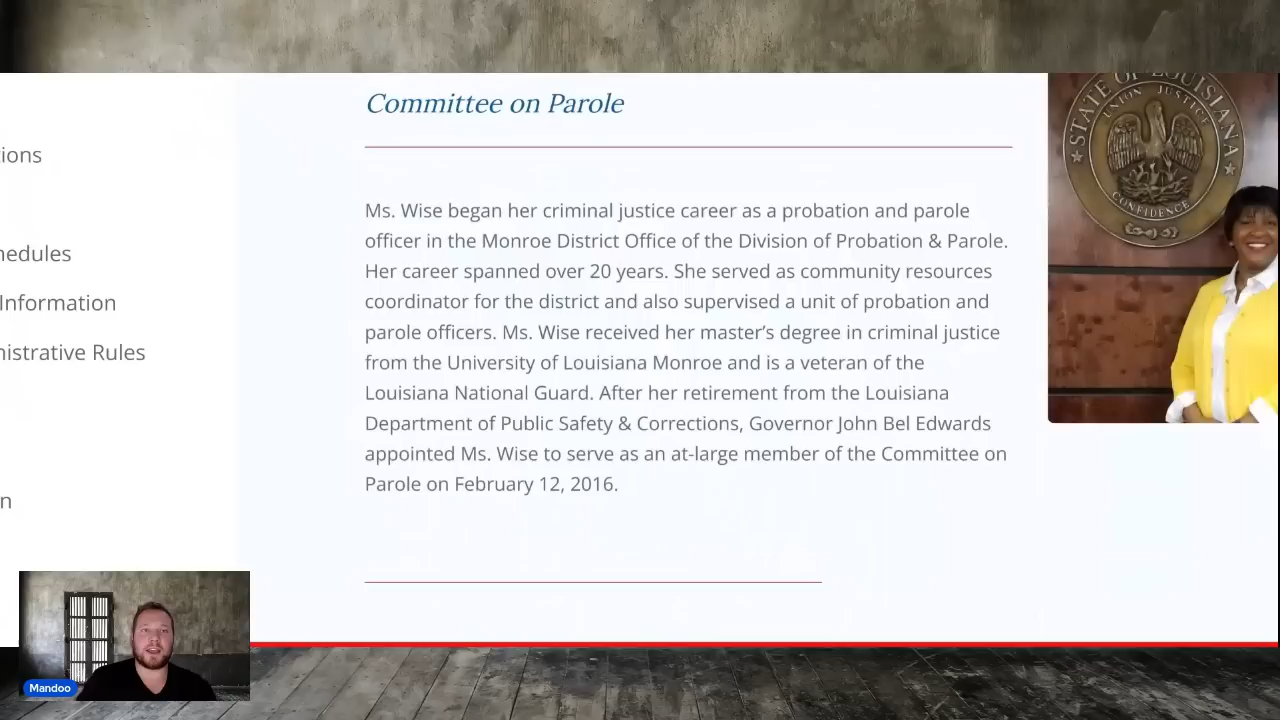 Committee on Parole
STATE OF LOUISIANA
UNION JUSTICE
CONFIDENCE
tions
hedules
Information
nistrative Rules
n
Ms. Wise began her criminal justice career as a probation and parole
officer in the Monroe District Office of the Division of Probation & Parole.
Her career spanned over 20 years. She served as community resources
coordinator for the district and also supervised a unit of probation and
parole officers. Ms. Wise received her master’s degree in criminal justice
from the University of Louisiana Monroe and is a veteran of the
Louisiana National Guard. After her retirement from the Louisiana
Department of Public Safety & Corrections, Governor John Bel Edwards
appointed Ms. Wise to serve as an at-large member of the Committee on
Parole on February 12, 2016.
Mandoo